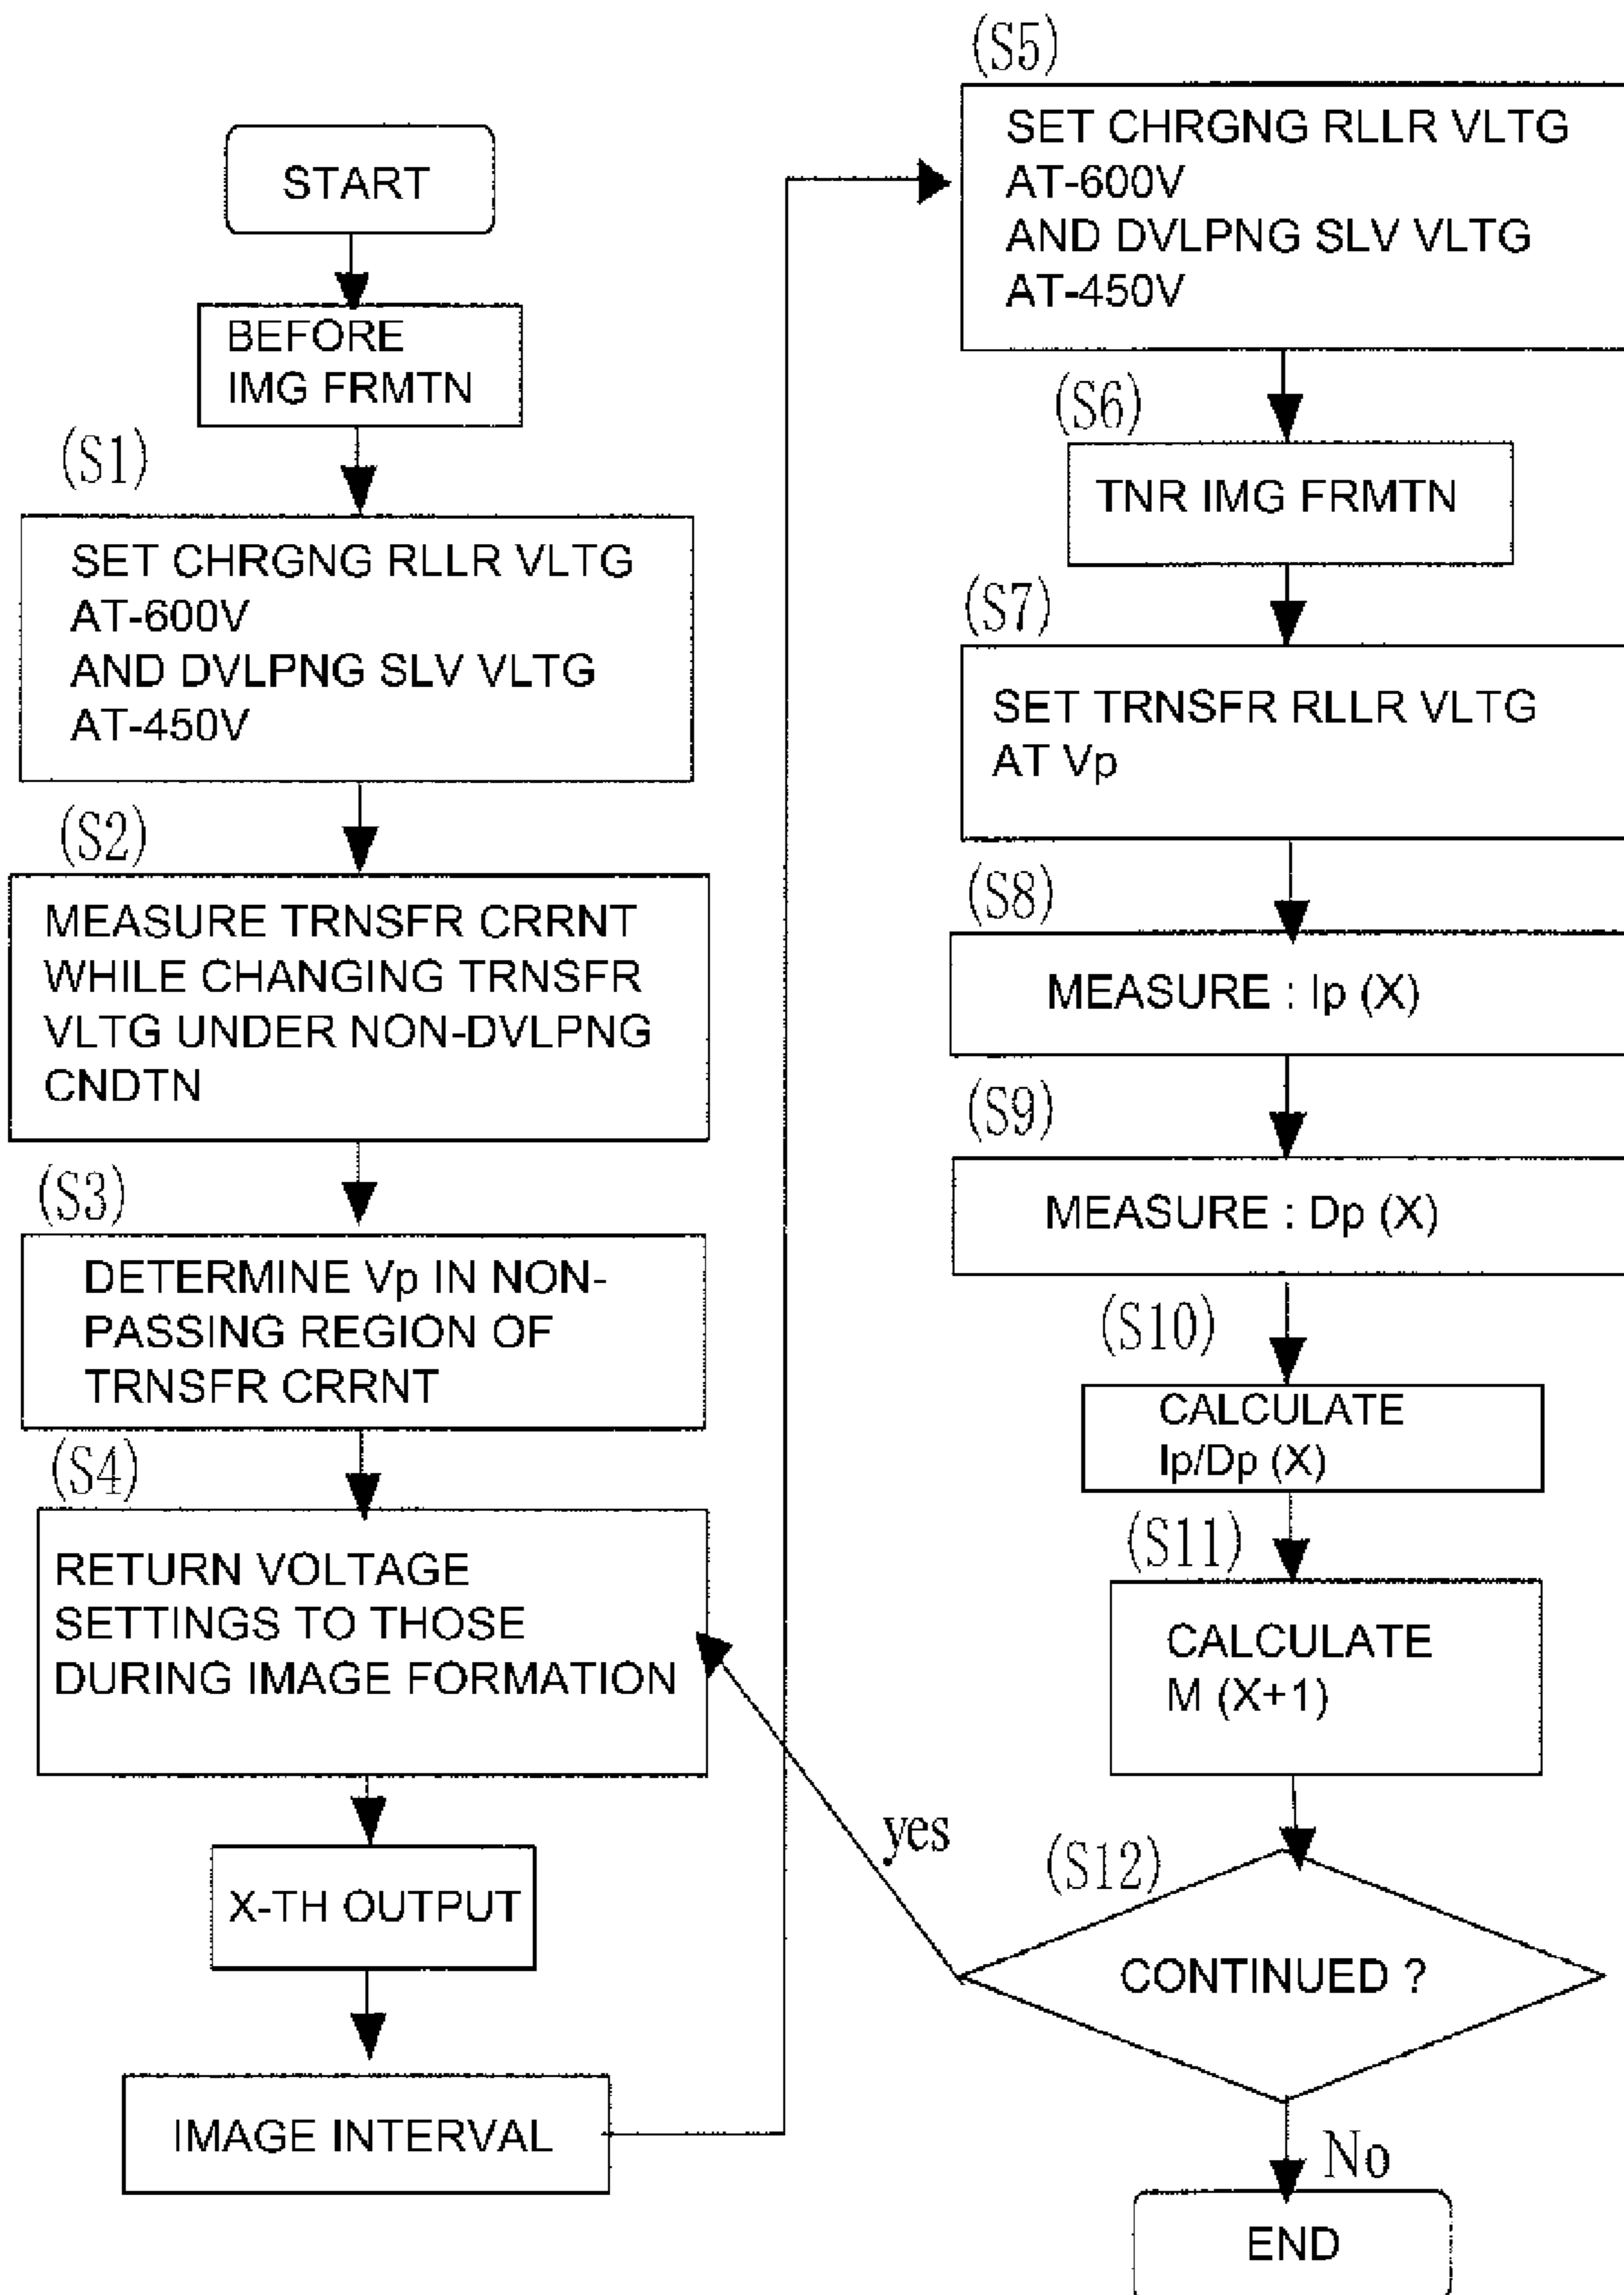 START
BEFORE
IMG FRMTN
(S1)
SET CHRGNG RLLR VLTG
AT-600V
AND DVLPNG SLV VLTG
AT-450V
(S2)
MEASURE TRNSFR CRRNT
WHILE CHANGING TRNSFR
VLTG UNDER NON-DVLPNG
CNDTN
(S3)
DETERMINE Vp IN NON-
PASSING REGION OF
TRNSFR CRRNT
(S4)
RETURN VOLTAGE
SETTINGS TO THOSE
DURING IMAGE FORMATION
X-TH OUTPUT
IMAGE INTERVAL
(S5)
SET CHRGNG RLLR VLTG
AT-600V
AND DVLPNG SLV VLTG
AT-450V
(S6)
TNR IMG FRMTN
(S7)
SET TRNSFR RLLR VLTG
AT Vp
(S8)
MEASURE : Ip (X)
(S9)
MEASURE : Dp (X)
(S10)
CALCULATE
Ip/Dp (X)
(S11)
CALCULATE
M (X+1)
(S12)
CONTINUED ?
yes
No
END